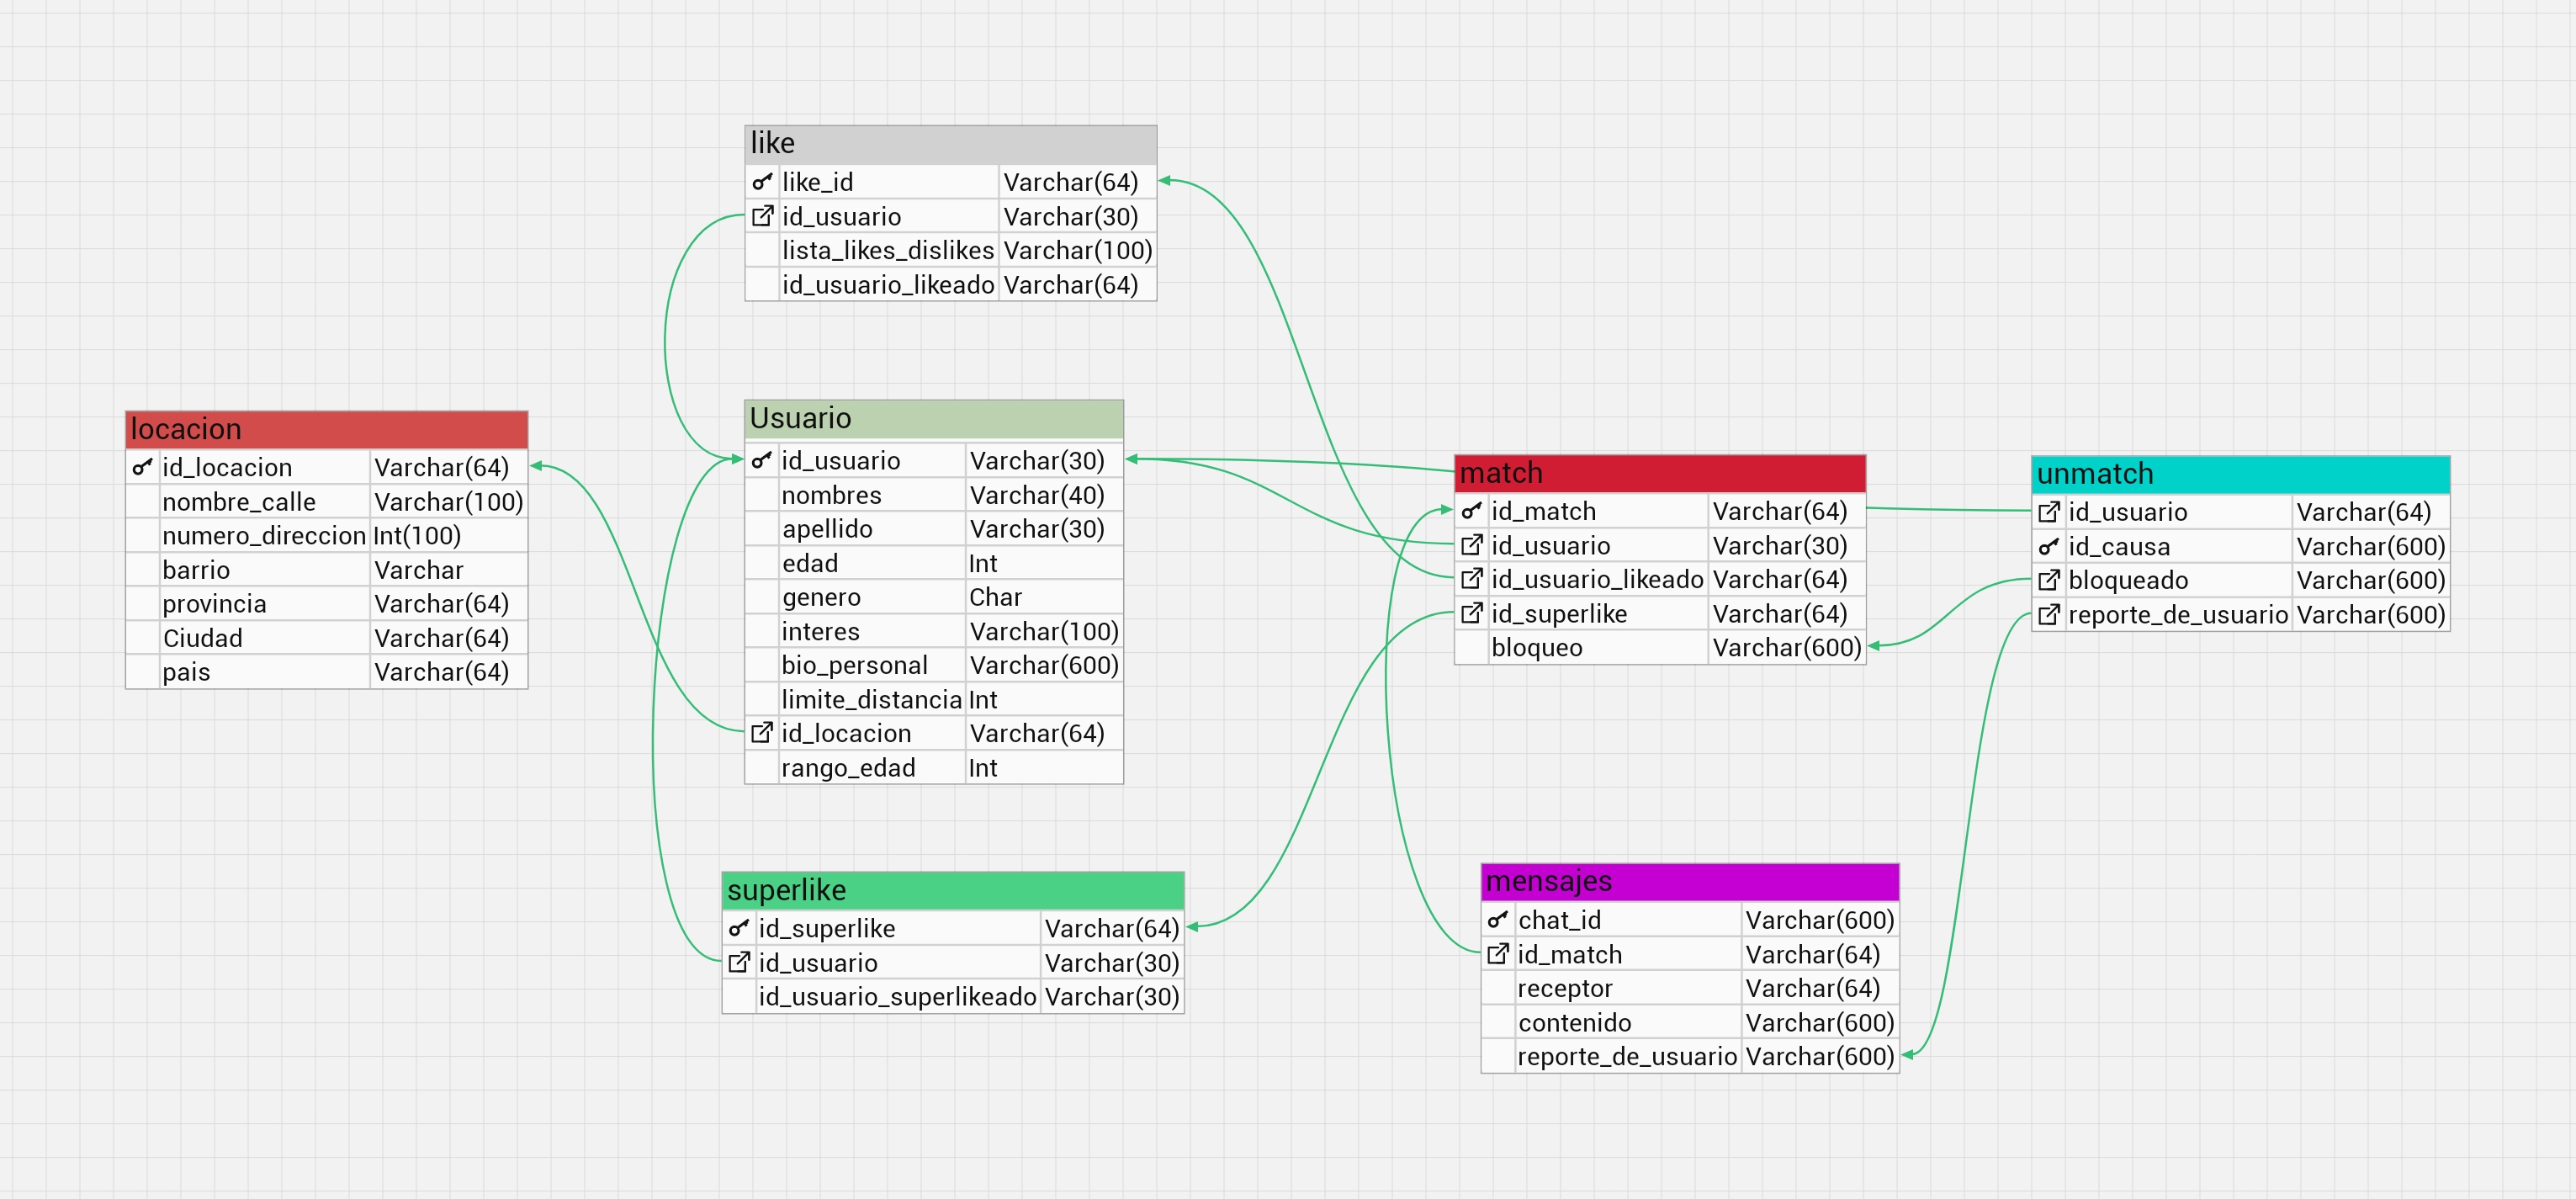 like
like_id Varchar(64)
id_usuario Varchar(30)
lista_likes_dislikes Varchar(100)
id_usuario_likeado Varchar(64)
locacion
id_locacion Varchar(64)
nombre_calle Varchar(100)
numero_direccion Int(100)
barrio Varchar
provincia Varchar(64)
Ciudad Varchar(64)
pais Varchar(64)
Usuario
id_usuario Varchar(30)
nombres Varchar(40)
apellido Varchar(30)
edad Int
genero Char
interes Varchar(100)
bio_personal Varchar(600)
limite_distancia Int
id_locacion Varchar(64)
rango_edad Int
match
id_match Varchar(64)
id_usuario Varchar(30)
id_usuario_likeado Varchar(64)
id_superlike Varchar(64)
bloqueo Varchar(600)
unmatch
id_usuario Varchar(64)
id_causa Varchar(600)
bloqueado Varchar(600)
reporte_de_usuario Varchar(600)
superlike
id_superlike Varchar(64)
id_usuario Varchar(30)
id_usuario_superlikeado Varchar(30)
mensajes
chat_id Varchar(600)
id_match Varchar(64)
receptor Varchar(64)
contenido Varchar(600)
reporte_de_usuario Varchar(600)